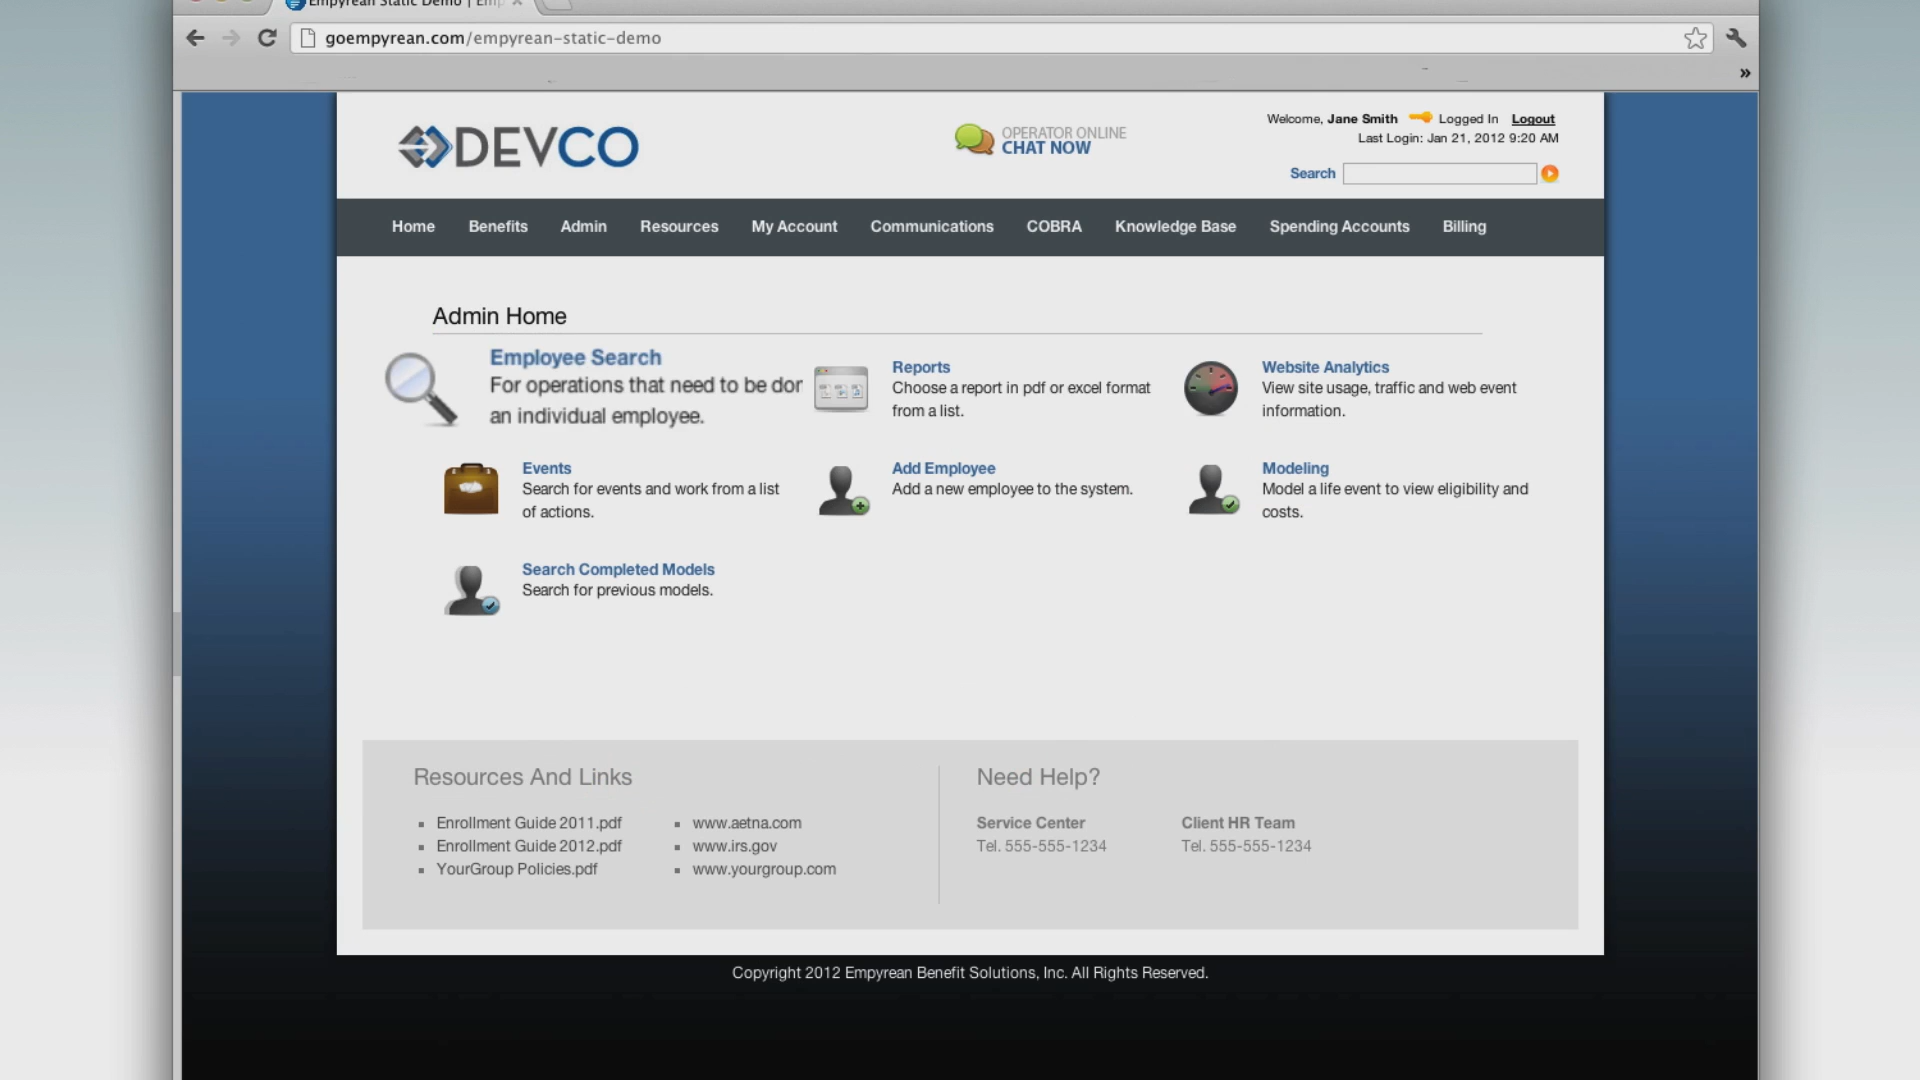 Empyrean Static Demo | Emp
goempyrean.com/empyrean-static-demo
DEVCO
OPERATOR ONLINE
CHAT NOW
Welcome, Jane Smith Logged In Logout
Last Login: Jan 21, 2012 9:20 AM
Search
Home Benefits Admin Resources My Account Communications COBRA Knowledge Base Spending Accounts Billing
Admin Home
Employee Search
For operations that need to be dor
an individual employee.
Reports
Choose a report in pdf or excel format
from a list.
Website Analytics
View site usage, traffic and web event
information.
Events
Search for events and work from a list
of actions.
Add Employee
Add a new employee to the system.
Modeling
Model a life event to view eligibility and
costs.
Search Completed Models
Search for previous models.
Resources And Links
Enrollment Guide 2011.pdf
Enrollment Guide 2012.pdf
YourGroup Policies.pdf
www.aetna.com
www.irs.gov
www.yourgroup.com
Need Help?
Service Center
Tel. 555-555-1234
Client HR Team
Tel. 555-555-1234
Copyright 2012 Empyrean Benefit Solutions, Inc. All Rights Reserved.